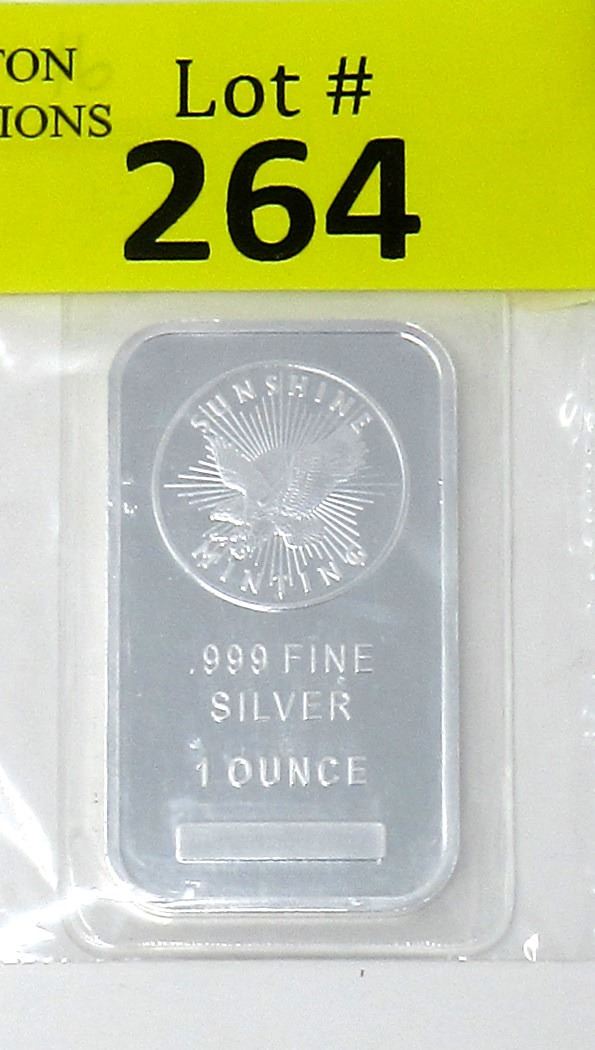 TON
IONS
Lot #
264
SUNSHINE
MINTING
.999 FINE
SILVER
1 OUNCE